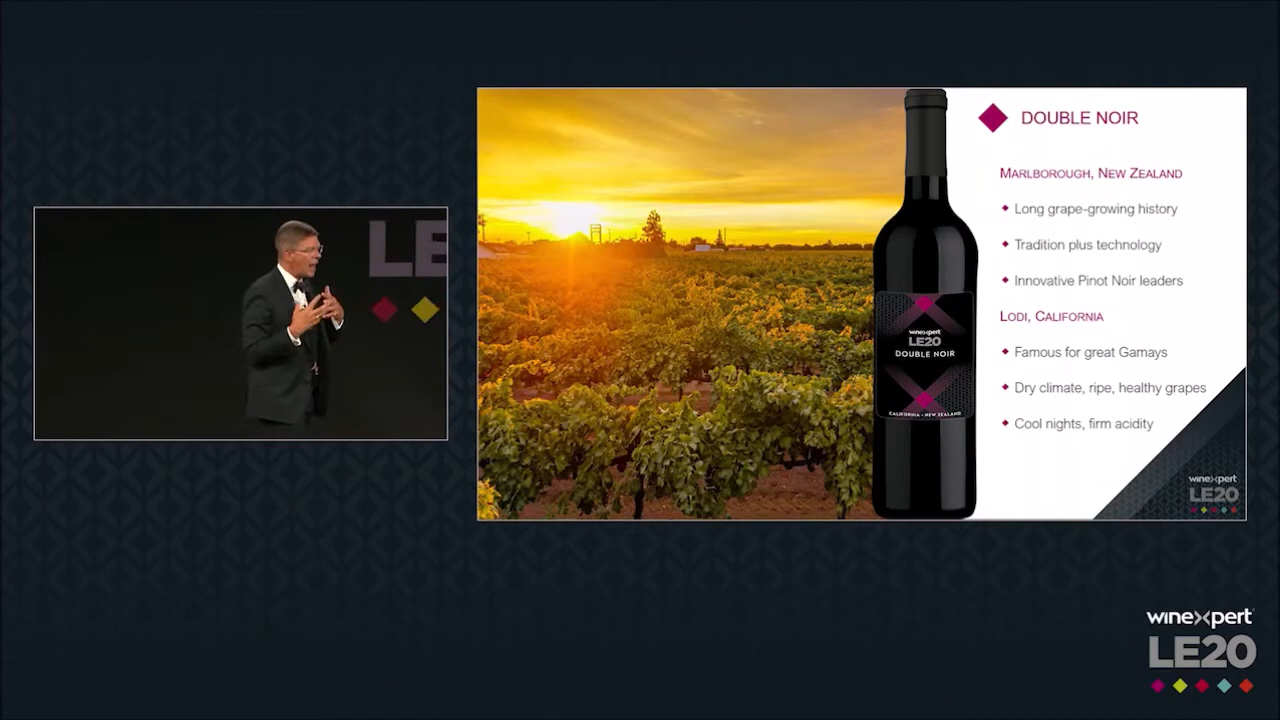 LE
DOUBLE NOIR
MARLBOROUGH, NEW ZEALAND
Long grape-growing history
Tradition plus technology
Innovative Pinot Noir leaders
LODI, CALIFORNIA
Famous for great Gamays
Dry climate, ripe, healthy grapes
Cool nights, firm acidity
winexpert
LE20
DOUBLE NOIR
CALIFORNIA - NEW ZEALAND
winexpert
LE20
winexpert
LE20